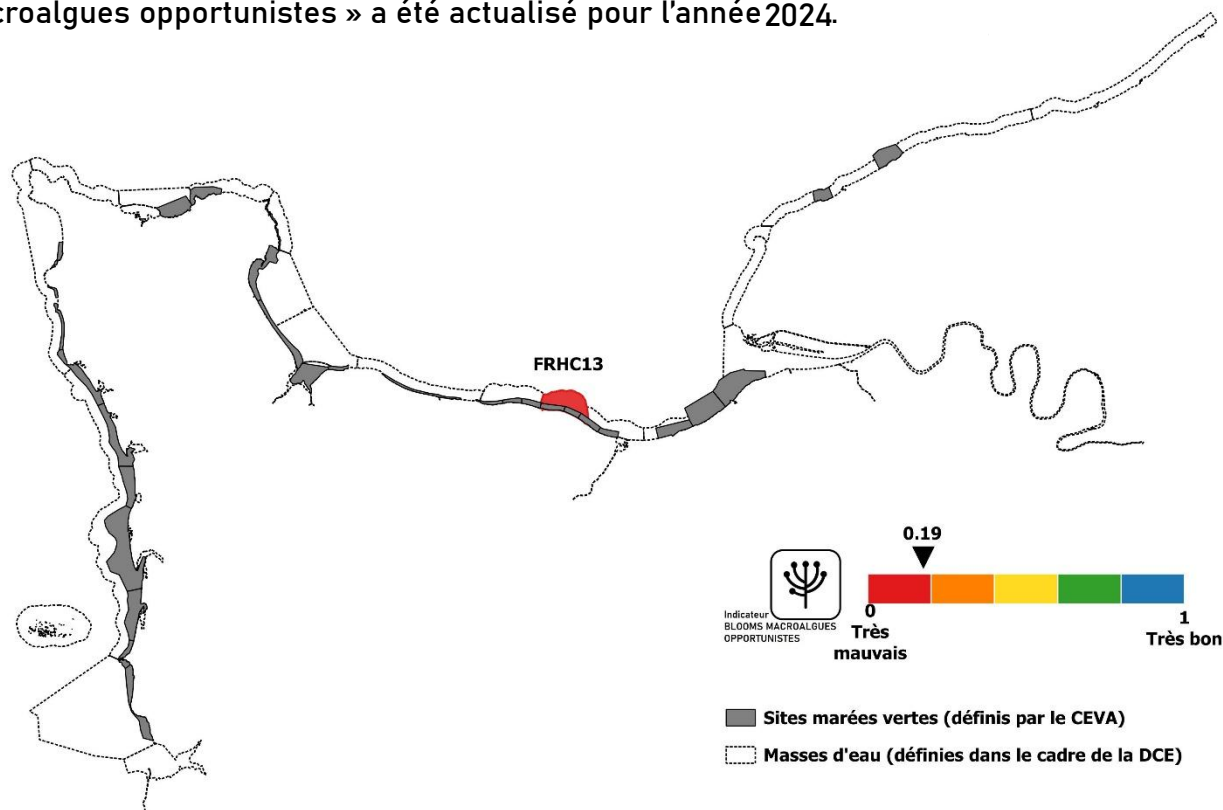 croalgues opportunistes » a été actualisé pour l'année 2024.
FRHC13
0.19
Indicateur
BLOOMS MACROALGUES
OPPORTUNISTES
0
Très
mauvais
1
Très bon
Sites marées vertes (définis par le CEVA)
Masses d'eau (définies dans le cadre de la DCE)